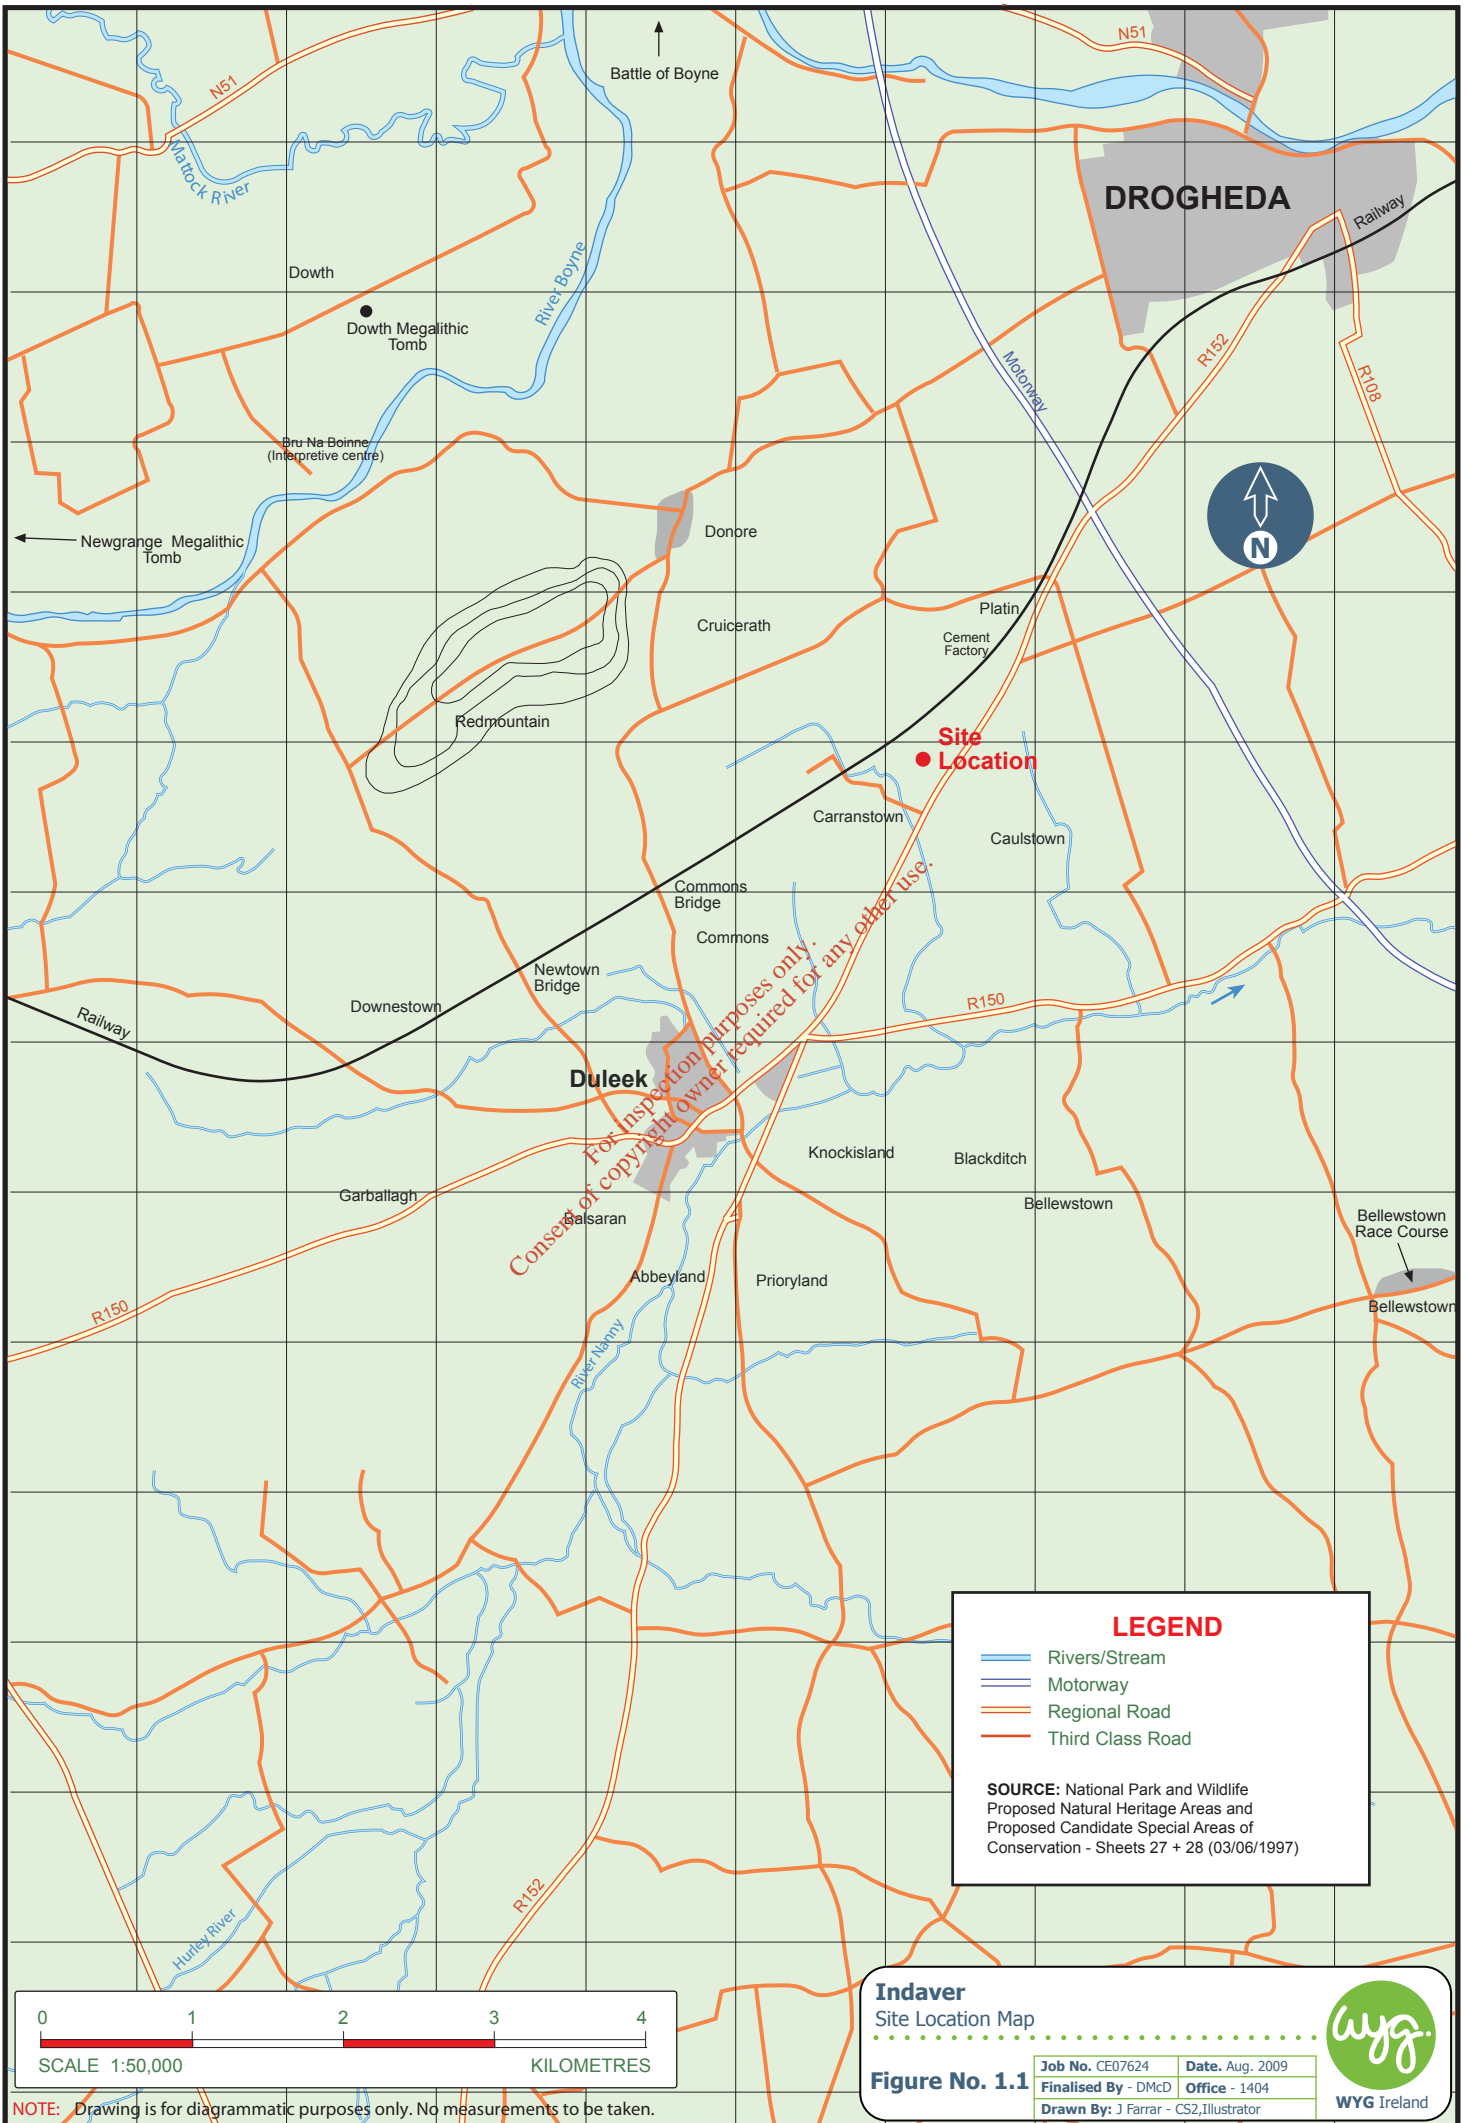 Battle of Boyne
N51
N51
Mattock River
DROGHEDA
Railway
Dowth
River Boyne
Dowth Megalithic
Tomb
Motorway
R152
R108
Bru Na Boinne
(Interpretive centre)
Newgrange Megalithic
Tomb
Donore
N
Platin
Cruicerath
Cement
Factory
Redmountain
Site
Location
Carranstown
Caulstown
Commons
Bridge
Commons
Newtown
Bridge
Downestown
Railway
R150
Duleek
For inspection purposes only.
Consent of copyright owner required for any other use.
Knockisland
Blackditch
Garballagh
Balsaran
Bellewstown
Bellewstown
Race Course
Abbeyland
Prioryland
Bellewstown
R150
River Nanny
LEGEND
Rivers/Stream
Motorway
Regional Road
Third Class Road
SOURCE: National Park and Wildlife
Proposed Natural Heritage Areas and
Proposed Candidate Special Areas of
Conservation - Sheets 27 + 28 (03/06/1997)
R152
Hurley River
0 1 2 3 4
SCALE 1:50,000 KILOMETRES
NOTE: Drawing is for diagrammatic purposes only. No measurements to be taken.
Indaver
Site Location Map
Figure No. 1.1
Job No. CE07624 Date. Aug. 2009
Finalised By - DMcD Office - 1404
Drawn By: J Farrar - CS2,Illustrator
wyg.
WYG Ireland